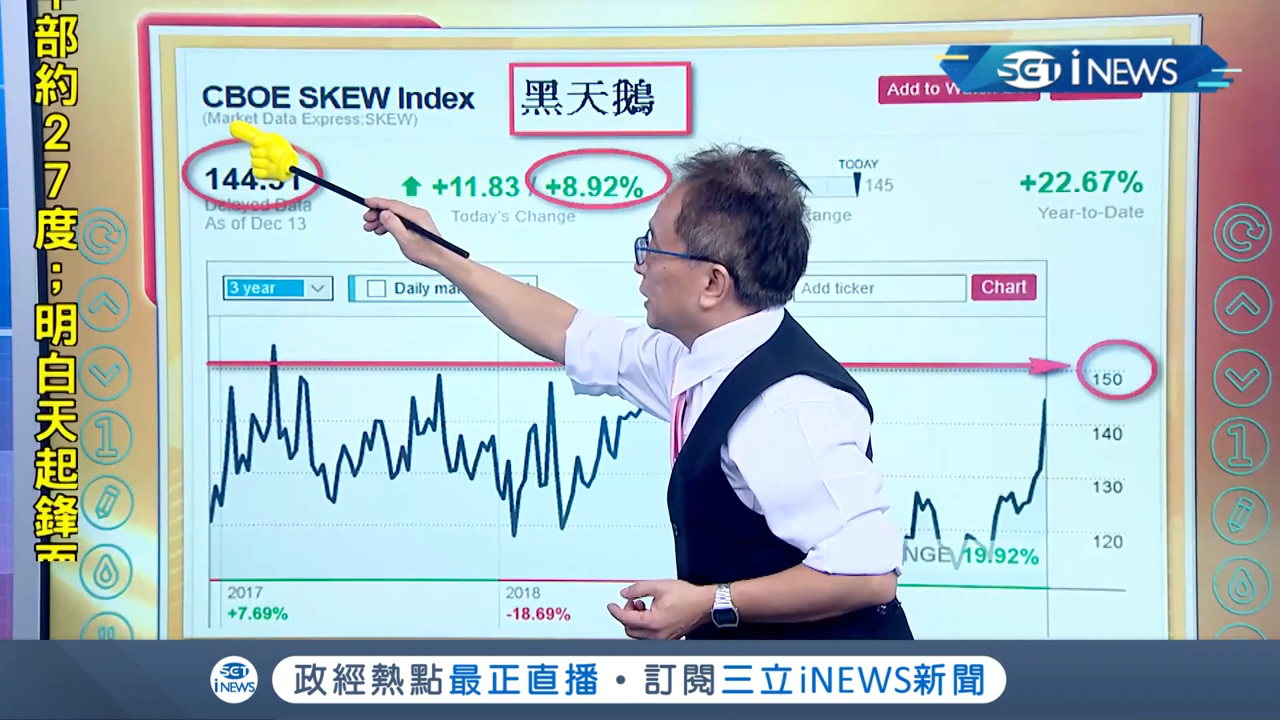 部約27度；明白天起鋒
SET iNEWS
CBOE SKEW Index
(Market Data Express:SKEW)
黑天鵝
Add to
144.51
Delayed Data
As of Dec 13
+11.83 / +8.92%
Today's Change
TODAY
145
Range
+22.67%
Year-to-Date
3 year
Daily
Add ticker
Chart
150
140
130
120
19.92%
2017
+7.69%
2018
-18.69%
1
1
SET iNEWS
政經熱點最正直播・訂閱三立iNEWS新聞